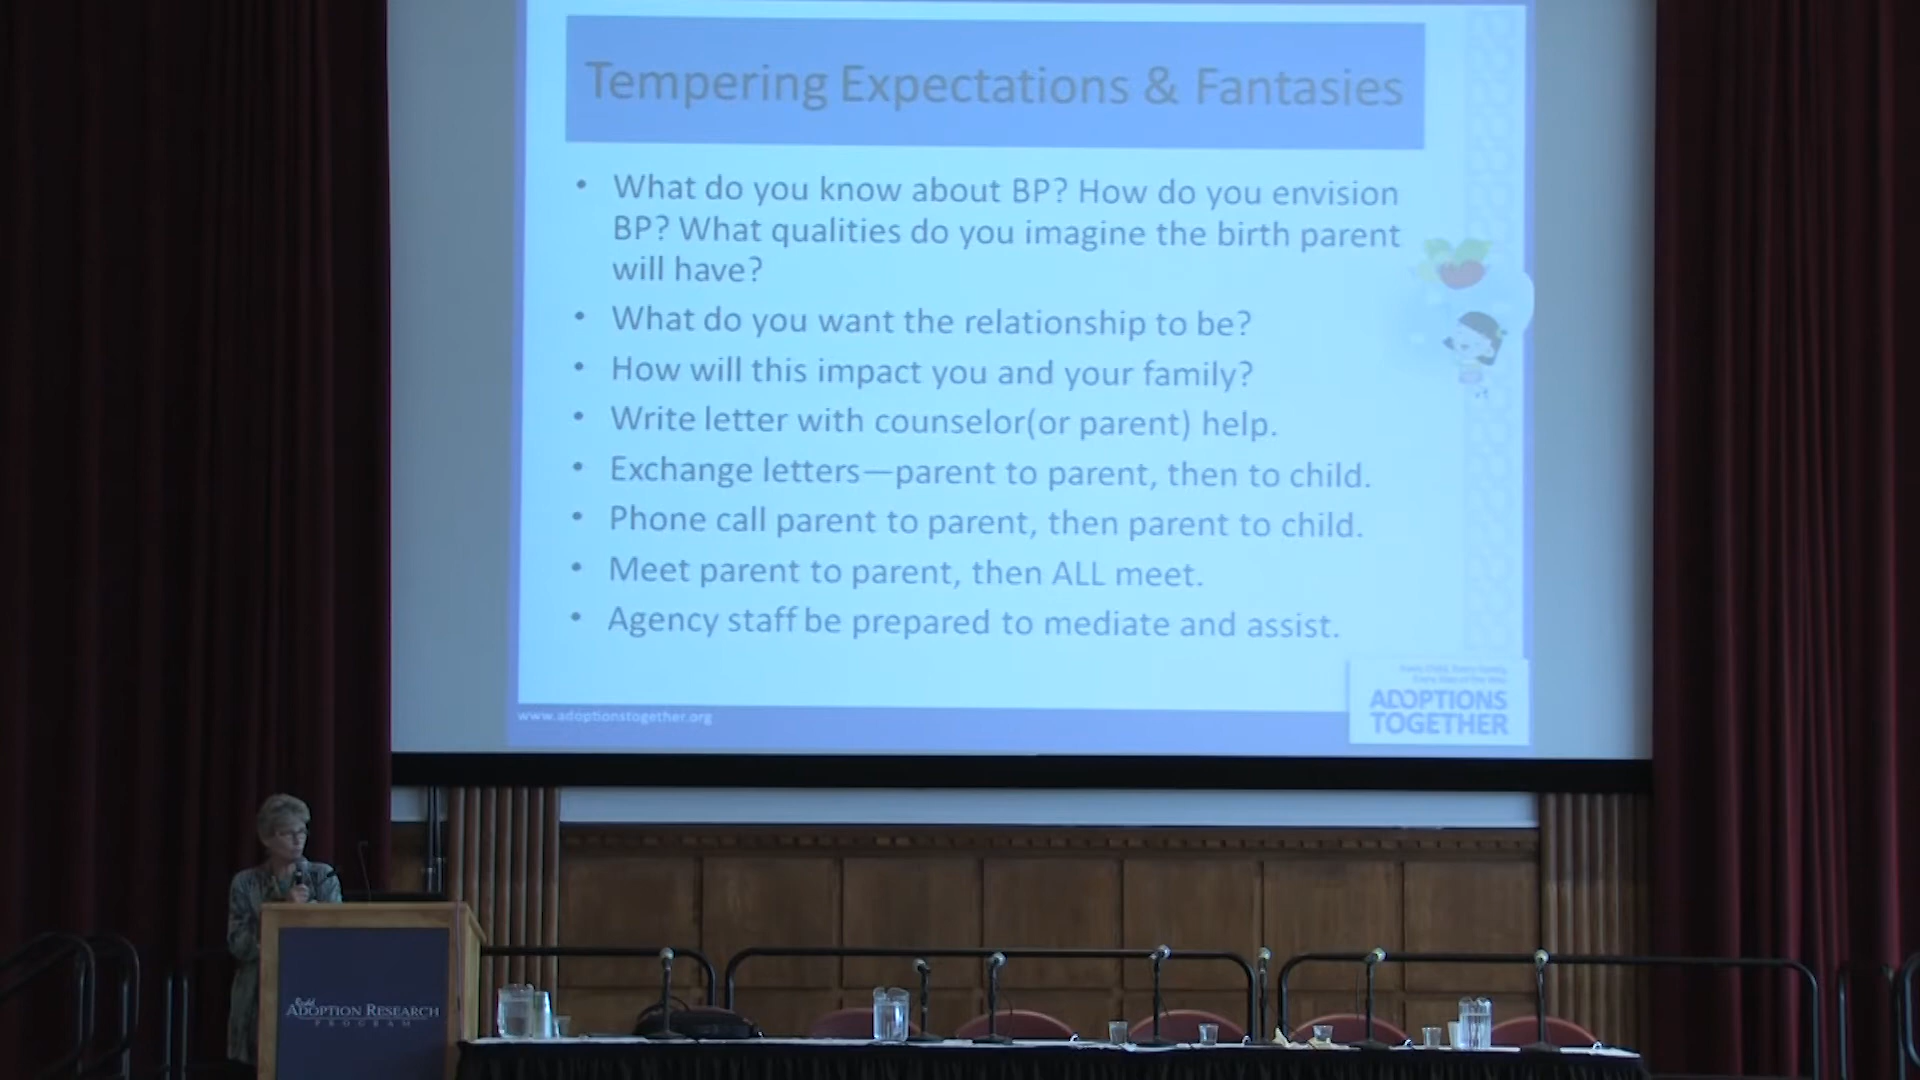 Tempering Expectations & Fantasies
• What do you know about BP? How do you envision
BP? What qualities do you imagine the birth parent
will have?
• What do you want the relationship to be?
• How will this impact you and your family?
• Write letter with counselor(or parent) help.
• Exchange letters—parent to parent, then to child.
• Phone call parent to parent, then parent to child.
• Meet parent to parent, then ALL meet.
• Agency staff be prepared to mediate and assist.
www.adoptionstogether.org
ADOPTIONS
TOGETHER
Rudd
ADOPTION RESEARCH
PROGRAM